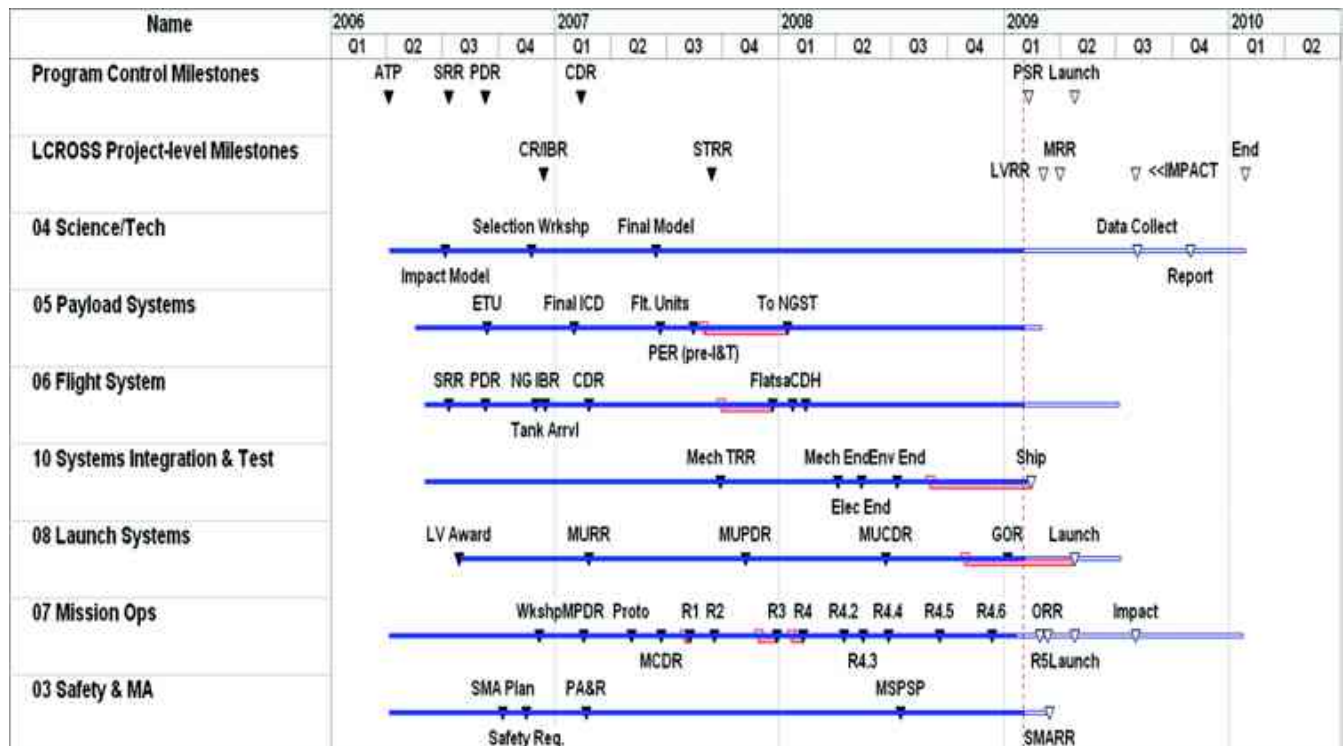 Name 2006 2007 2008 2009 2010
Q1 Q2 Q3 Q4 Q1 Q2 Q3 Q4 Q1 Q2 Q3 Q4 Q1 Q2 Q3 Q4 Q1 Q2
Program Control Milestones ATP SRR PDR CDR PSR Launch
LCROSS Project-level Milestones CR/IBR STRR MRR End
LVRR <<IMPACT
04 Science/Tech Selection Wrkshp Final Model Data Collect
Impact Model Report
05 Payload Systems ETU Final ICD Flt. Units To NGST
PER (pre-I&T)
06 Flight System SRR PDR NG IBR CDR FlatsaCDH
Tank Arrvl
10 Systems Integration & Test Mech TRR Mech EndEnv End Ship
Elec End
08 Launch Systems LV Award MURR MUPDR MUCDR GOR Launch
07 Mission Ops WkshpMPDR Proto R1 R2 R3 R4 R4.2 R4.4 R4.5 R4.6 ORR Impact
MCDR R4.3 R5Launch
03 Safety & MA SMA Plan PA&R MSPSP
Safety Req. SMARR